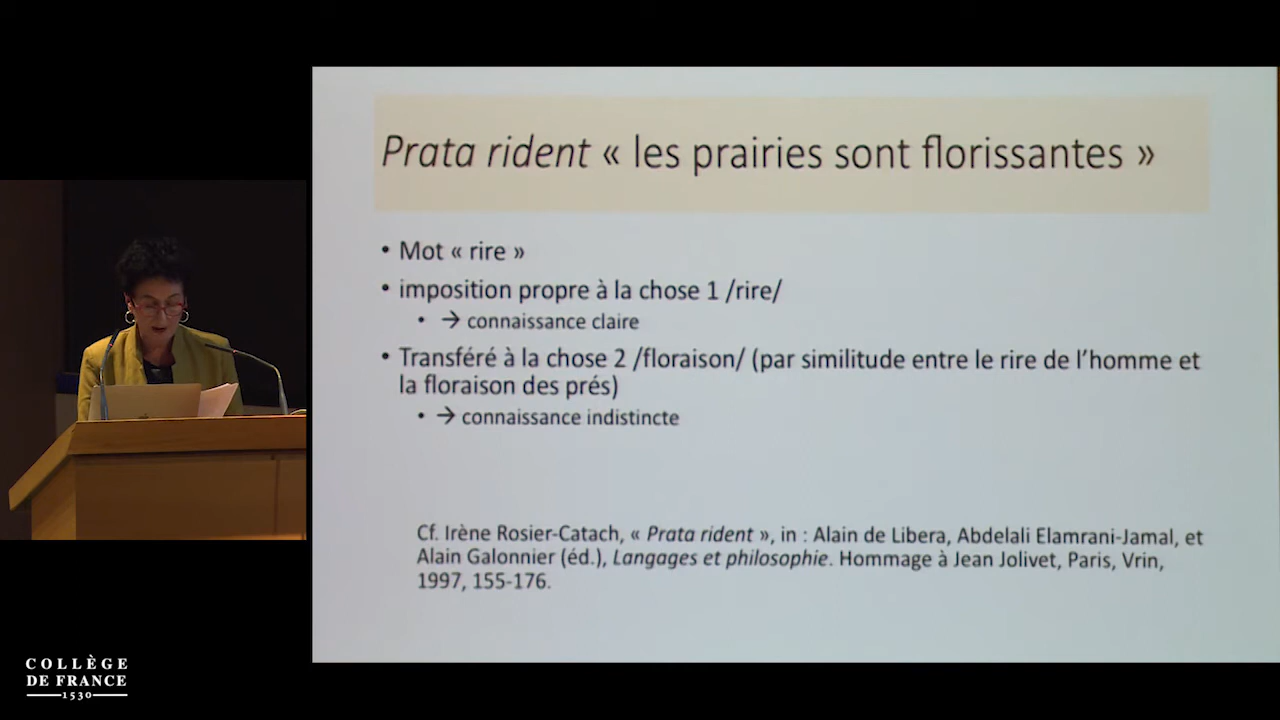 Prata rident « les prairies sont florissantes »
• Mot « rire »
• imposition propre à la chose 1 /rire/
• → connaissance claire
• Transféré à la chose 2 /floraison/ (par similitude entre le rire de l’homme et
la floraison des prés)
• → connaissance indistincte
Cf. Irène Rosier-Catach, « Prata rident », in : Alain de Libera, Abdelali Elamrani-Jamal, et
Alain Galonnier (éd.), Langages et philosophie. Hommage à Jean Jolivet, Paris, Vrin,
1997, 155-176.
COLLÈGE
DE FRANCE
1530